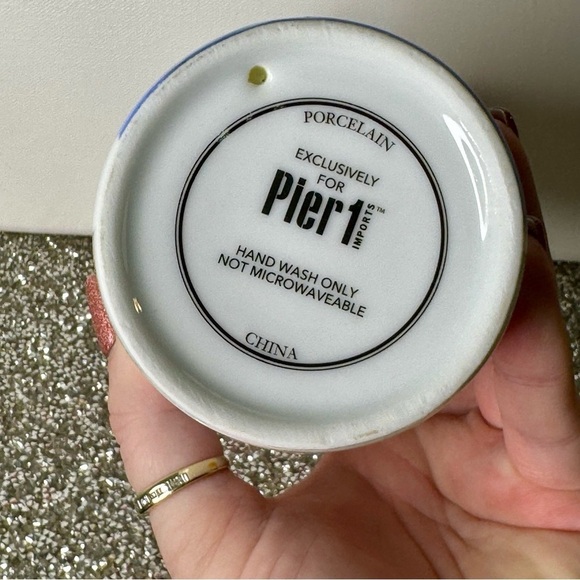 PORCELAIN
EXCLUSIVELY
FOR
Pier1
IMPORTS™
HAND WASH ONLY
NOT MICROWAVEABLE
CHINA